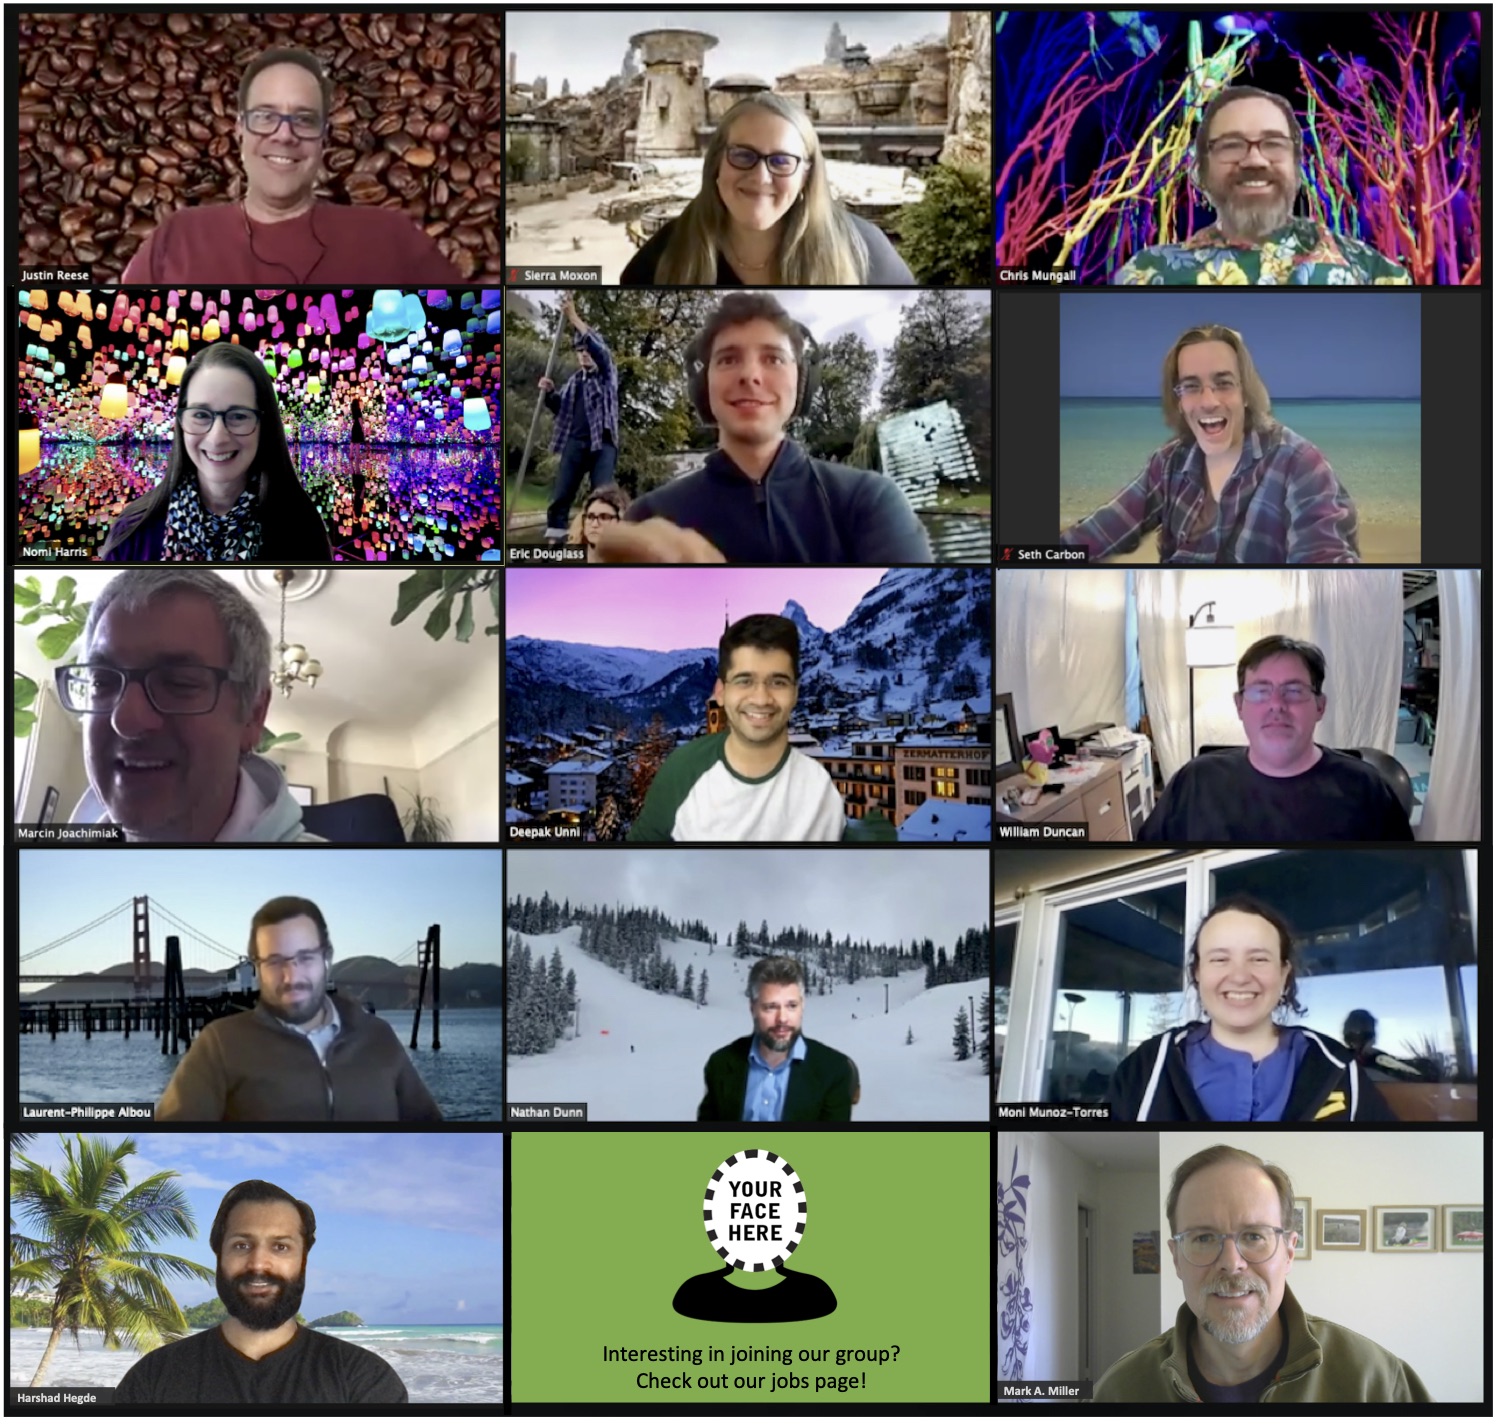 Justin Reese
Sierra Moxon
Chris Mungall
Nomi Harris
Eric Douglass
Seth Carbon
Marcin Joachimiak
ZERMATTERHOF
Deepak Unni
William Duncan
Laurent-Philippe Albou
Nathan Dunn
Moni Munoz-Torres
YOUR
FACE
HERE
Interesting in joining our group?
Check out our jobs page!
Harshad Hegde
Mark A. Miller